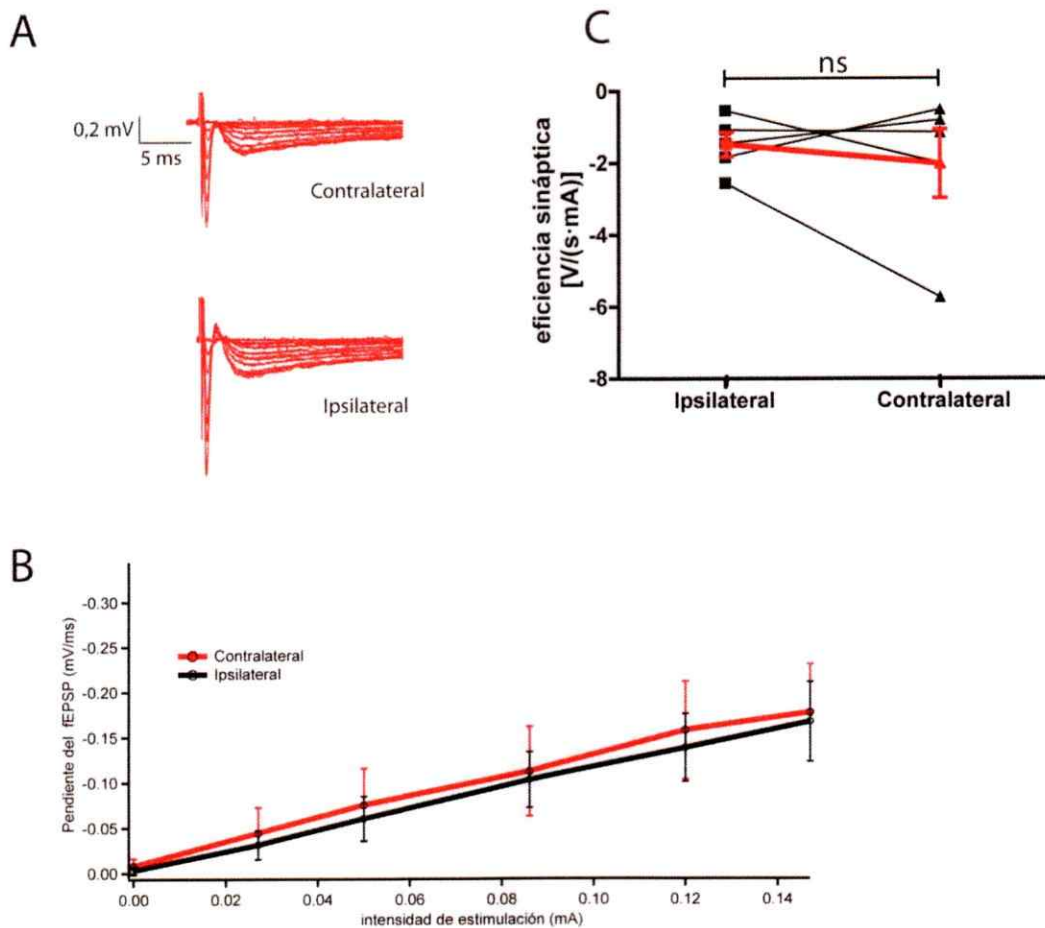 A
0,2 mV
5 ms
Contralateral
Ipsilateral
C
ns
0
-2
-4
-6
-8
eficiencia sináptica
[V/(s·mA)]
Ipsilateral
Contralateral
B
-0.30
-0.25
-0.20
-0.15
-0.10
-0.05
0.00
Pendiente del fEPSP (mV/ms)
Contralateral
Ipsilateral
0.00
0.02
0.04
0.06
0.08
0.10
0.12
0.14
intensidad de estimulación (mA)